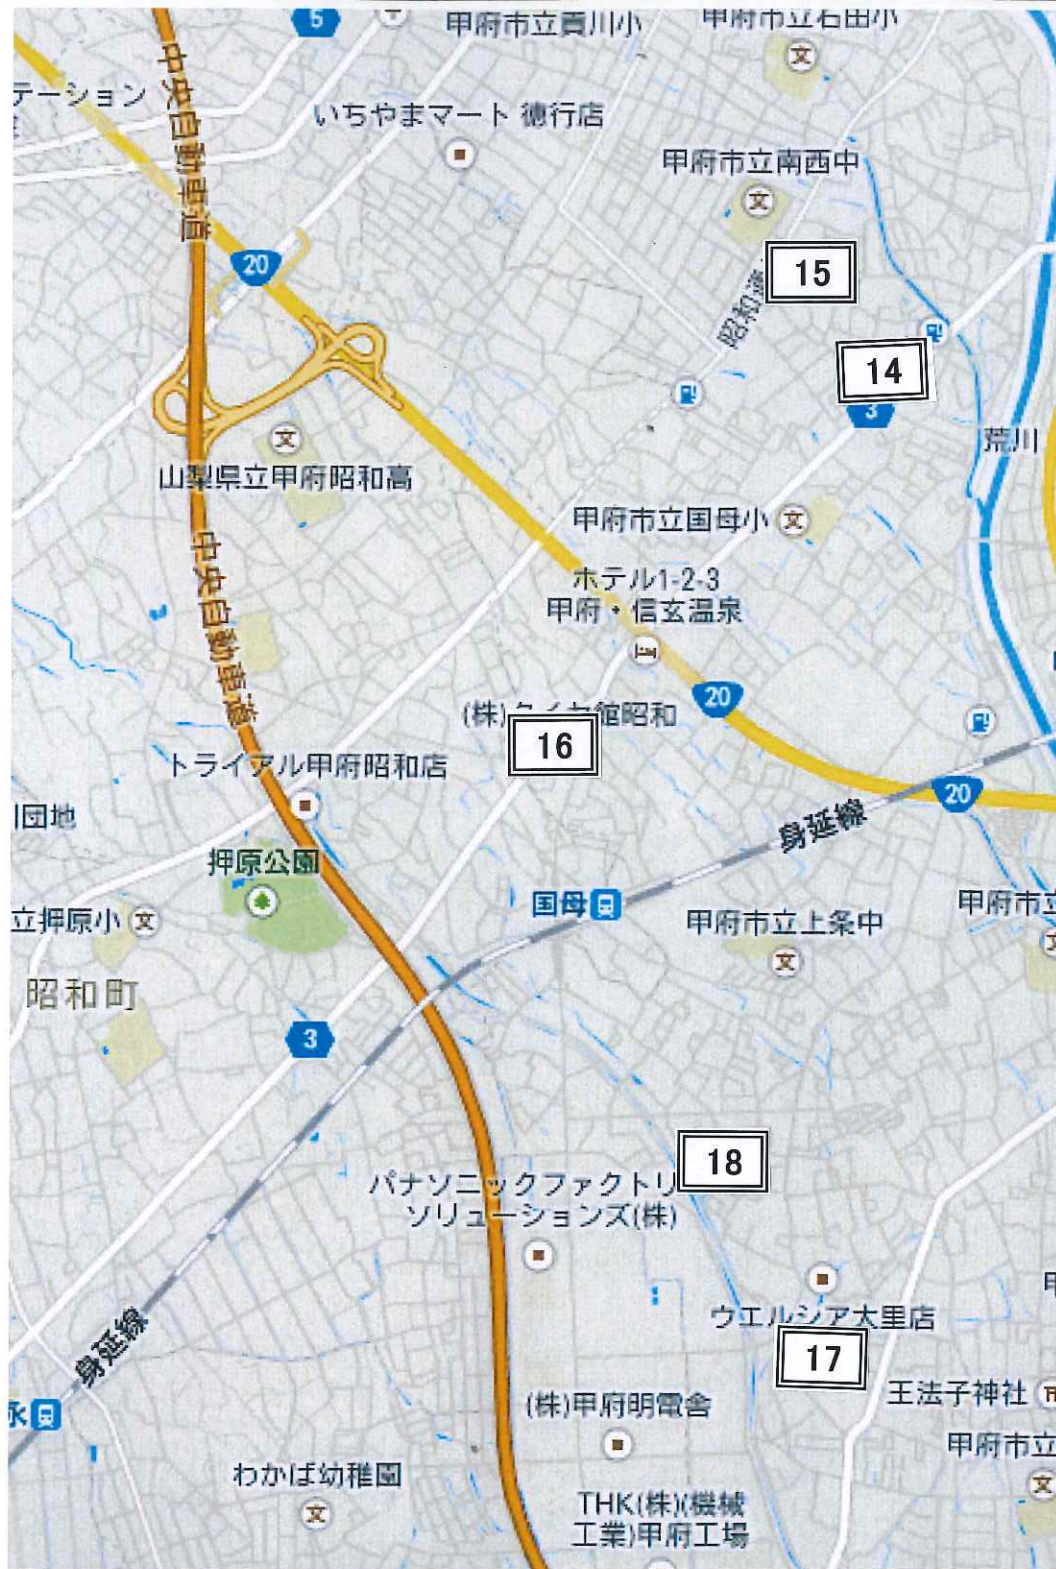 5
甲府市立貢川小
甲府市立石田小
テーション
いちやまマート 徳行店
中央自動車道
甲府市立南西中
20
15
昭和通
14
3
荒川
山梨県立甲府昭和高
甲府市立国母小
中央自動車道
ホテル1-2-3
甲府・信玄温泉
20
(株)タイヤ館昭和
16
トライアル甲府昭和店
20
川団地
身延線
押原公園
国母
立押原小
甲府市立上条中
甲府市立
昭和町
3
18
パナソニックファクトリ
ソリューションズ(株)
ウエルシア大里店
17
身延線
王法子神社
(株)甲府明電舎
永
甲府市立
わかば幼稚園
THK(株)(機械
工業)甲府工場